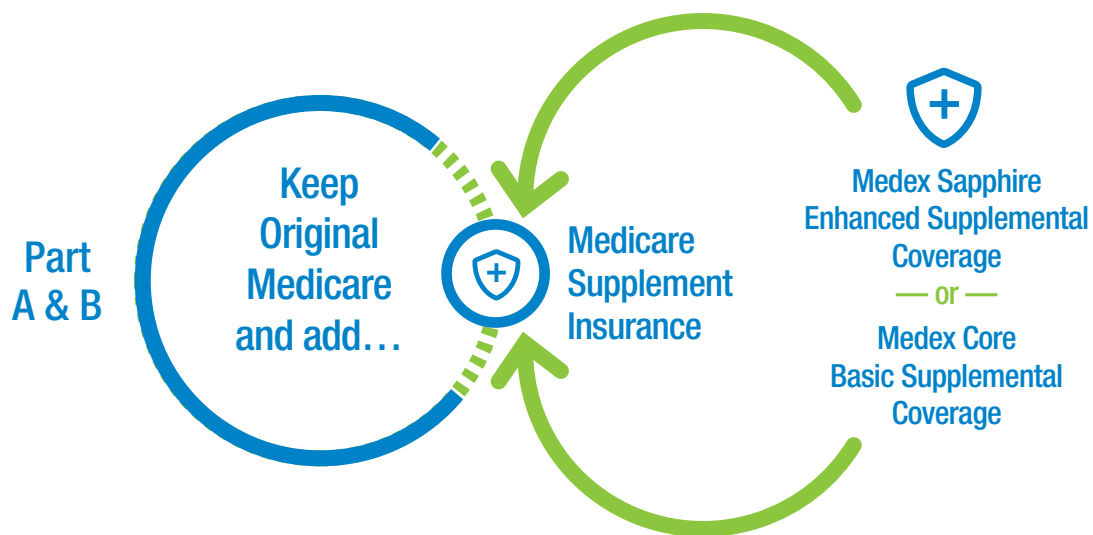 Part
A & B
Keep
Original
Medicare
and add…
Medicare
Supplement
Insurance
Medex Sapphire
Enhanced Supplemental
Coverage
— or —
Medex Core
Basic Supplemental
Coverage